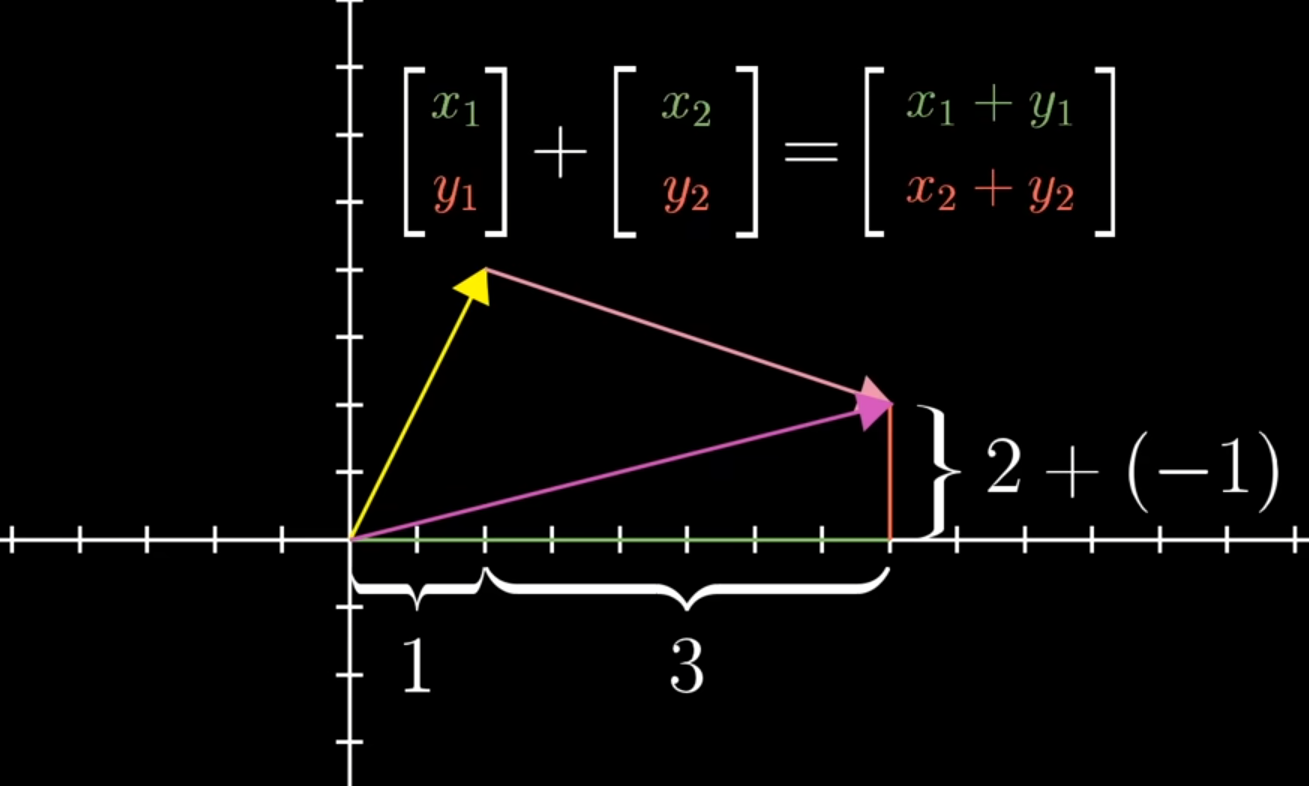 [x₁ y₁] + [x₂ y₂] = [x₁ + y₁ x₂ + y₂]
2 + (−1)
1 3